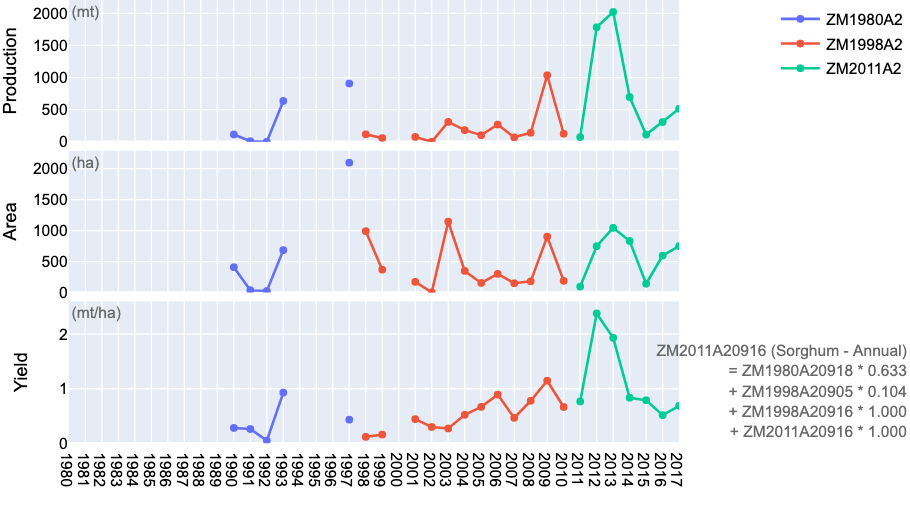 Production
(mt)
2000
1500
1000
500
0
ZM1980A2
ZM1998A2
ZM2011A2
Area
(ha)
2000
1500
1000
500
0
Yield
(mt/ha)
2
1
0
ZM2011A20916 (Sorghum - Annual)
= ZM1980A20918 * 0.633
+ ZM1998A20905 * 0.104
+ ZM1998A20916 * 1.000
+ ZM2011A20916 * 1.000
1980 1981 1982 1983 1984 1985 1986 1987 1988 1989 1990 1991 1992 1993 1994 1995 1996 1997 1998 1999 2000 2001 2002 2003 2004 2005 2006 2007 2008 2009 2010 2011 2012 2013 2014 2015 2016 2017